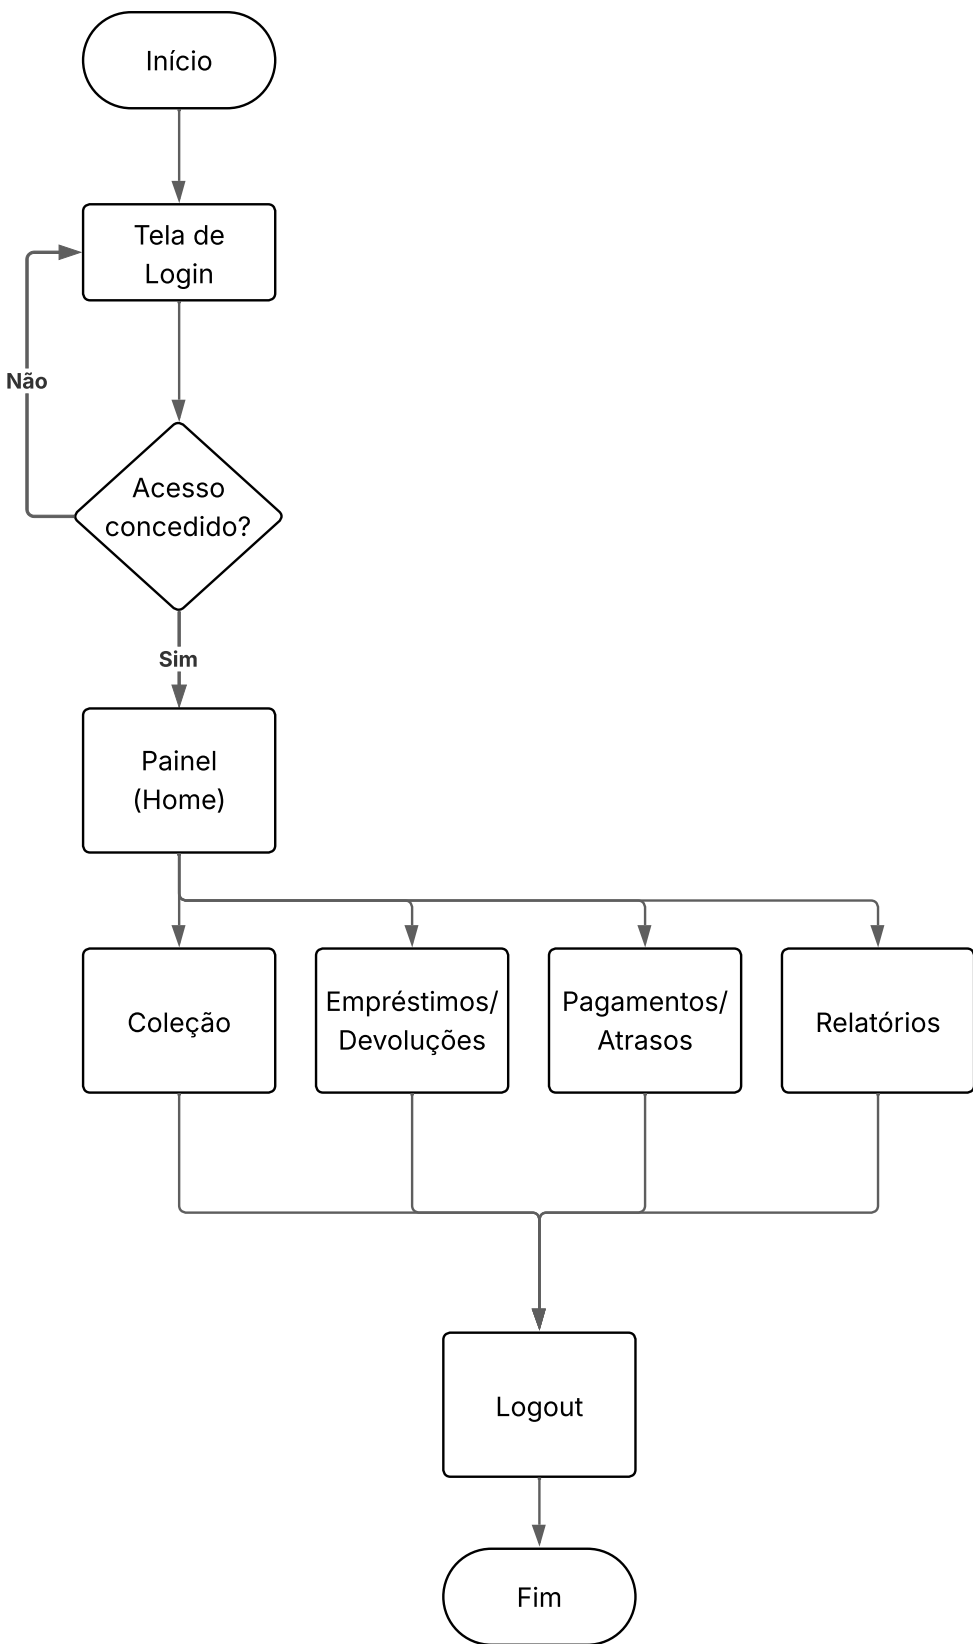 Início
Tela de
Login
Não
Acesso
concedido?
Sim
Painel
(Home)
Coleção
Empréstimos/
Devoluções
Pagamentos/
Atrasos
Relatórios
Logout
Fim